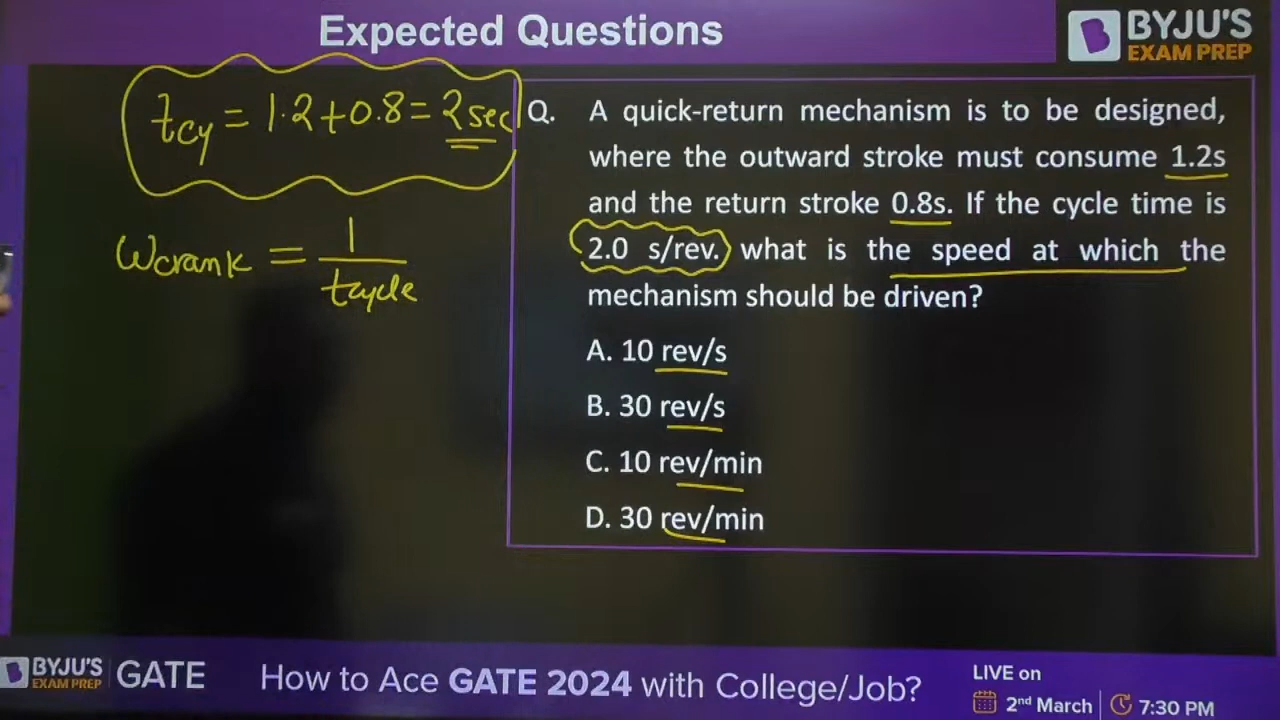 Expected Questions
BYJU'S
EXAM PREP
tcy = 1.2+0.8 = 2sec
ωcrank = 1/tcycle
Q. A quick-return mechanism is to be designed,
where the outward stroke must consume 1.2s
and the return stroke 0.8s. If the cycle time is
2.0 s/rev. what is the speed at which the
mechanism should be driven?
A. 10 rev/s
B. 30 rev/s
C. 10 rev/min
D. 30 rev/min
BYJU'S
EXAM PREP
GATE
How to Ace GATE 2024 with College/Job?
LIVE on
2nd March
7:30 PM